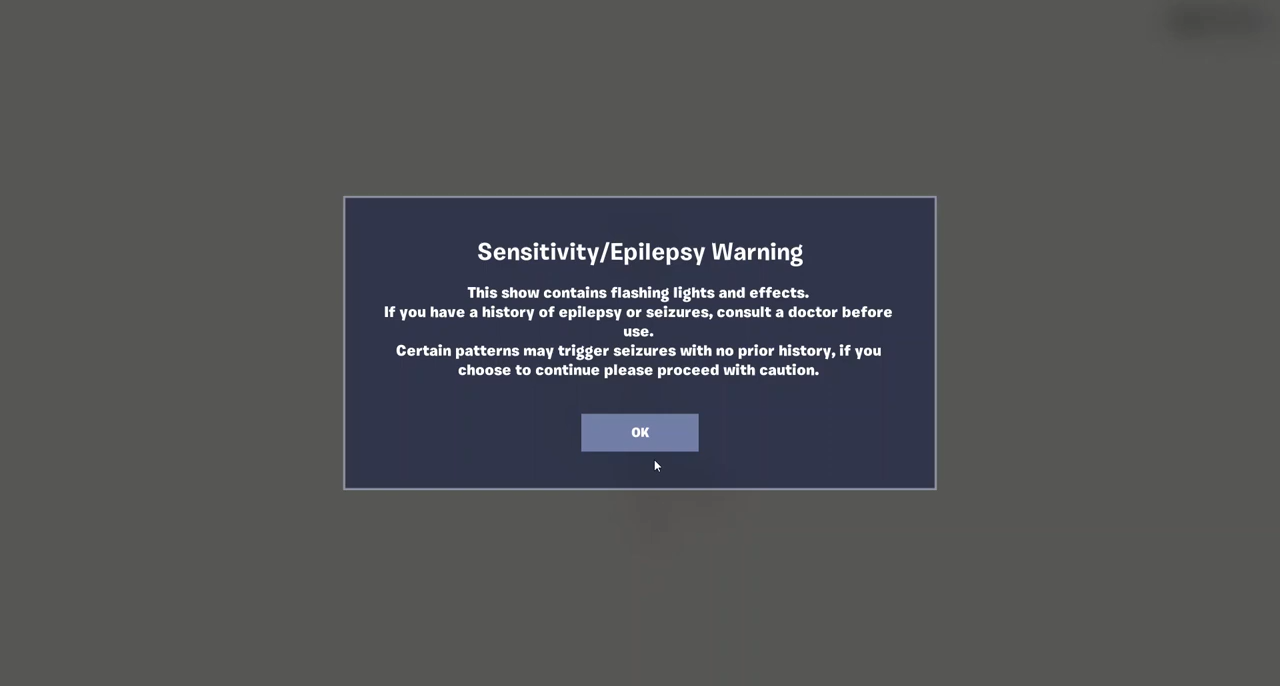 Sensitivity/Epilepsy Warning
This show contains flashing lights and effects.
If you have a history of epilepsy or seizures, consult a doctor before
use.
Certain patterns may trigger seizures with no prior history, if you
choose to continue please proceed with caution.
OK